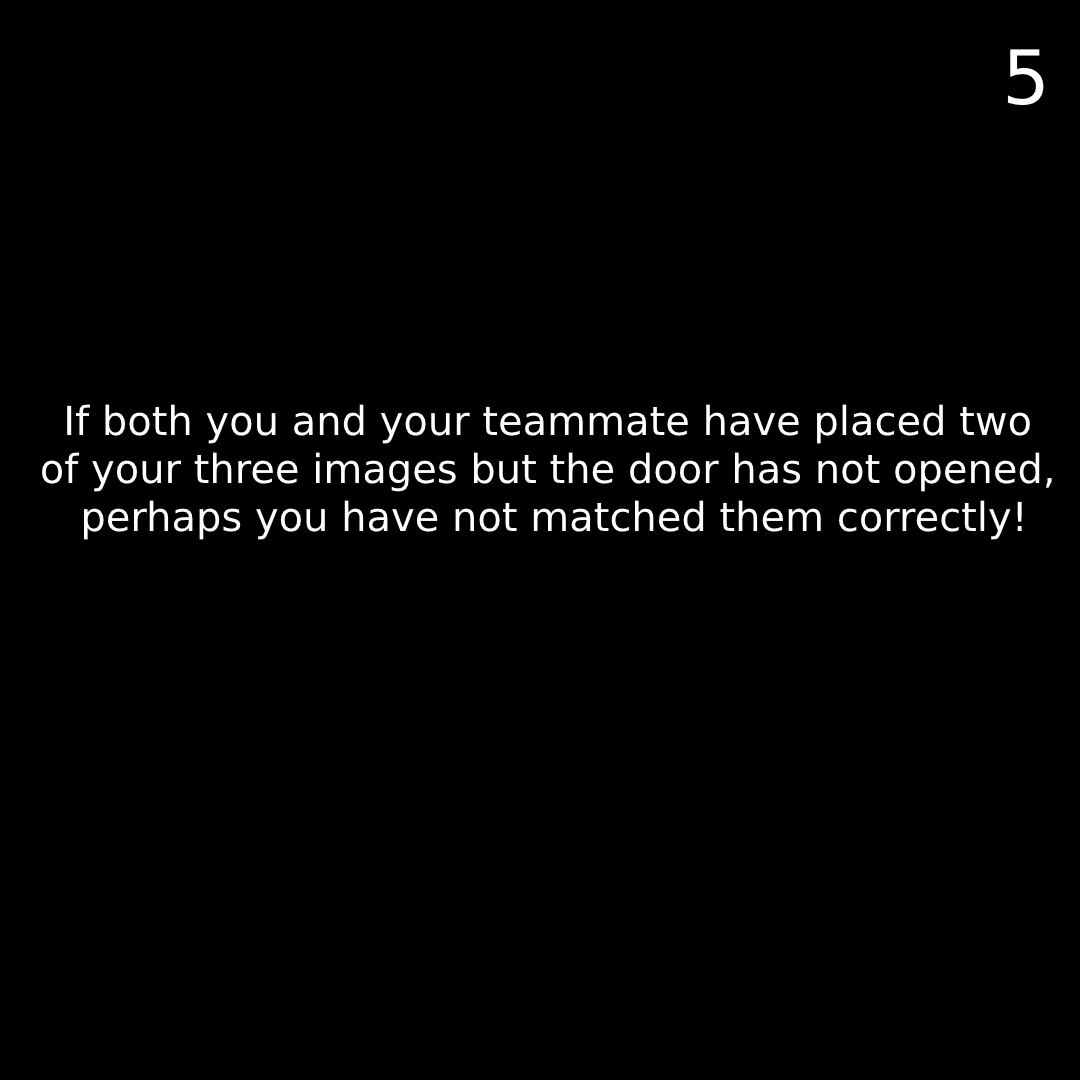 5
If both you and your teammate have placed two
of your three images but the door has not opened,
perhaps you have not matched them correctly!